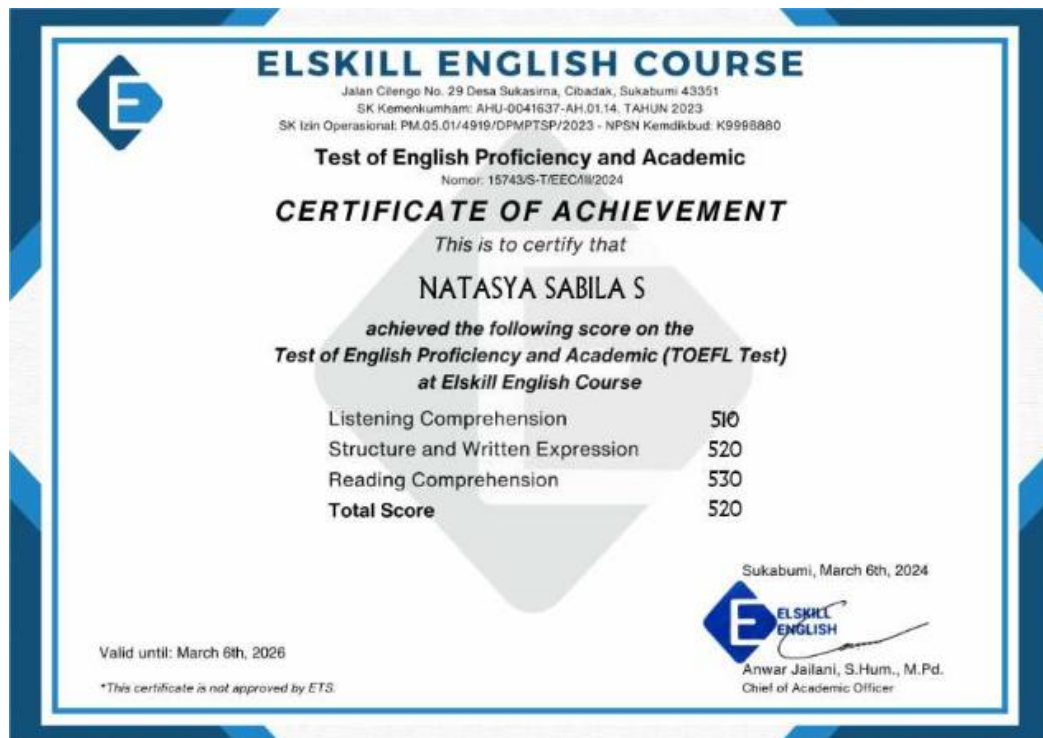 ELSKILL ENGLISH COURSE
Jalan Cilengo No. 29 Desa Sukasirna, Cibadak, Sukabumi 43351
SK Kemenkumham: AHU-0041637-AH.01.14. TAHUN 2023
SK Izin Operasional: PM.05.01/4919/DPMPTSP/2023 - NPSN Kemdikbud: K9998880
Test of English Proficiency and Academic
Nomor: 15743/S-T/EEC/III/2024
CERTIFICATE OF ACHIEVEMENT
This is to certify that
NATASYA SABILA S
achieved the following score on the
Test of English Proficiency and Academic (TOEFL Test)
at Elskill English Course
Listening Comprehension 510
Structure and Written Expression 520
Reading Comprehension 530
Total Score 520
Sukabumi, March 6th, 2024
E ELSKILL
ENGLISH
Valid until: March 6th, 2026
Anwar Jailani, S.Hum., M.Pd.
*This certificate is not approved by ETS.
Chief of Academic Officer